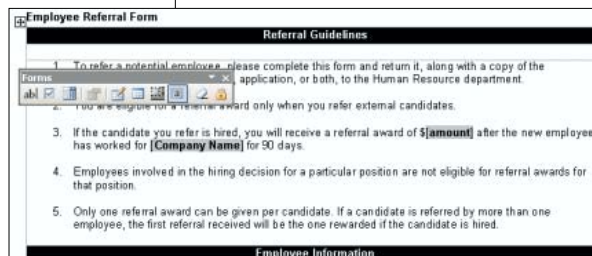 Employee Referral Form
Referral Guidelines
1. To refer a potential employee, please complete this form and return it, along with a copy of the
Forms
application, or both, to the Human Resource department.
ab|
2. You are eligible for a referral award only when you refer external candidates.
3. If the candidate you refer is hired, you will receive a referral award of $[amount] after the new employee
has worked for [Company Name] for 90 days.
4. Employees involved in the hiring decision for a particular position are not eligible for referral awards for
that position.
5. Only one referral award can be given per candidate. If a candidate is referred by more than one
employee, the first referral received will be the one rewarded if the candidate is hired.
Employee Information